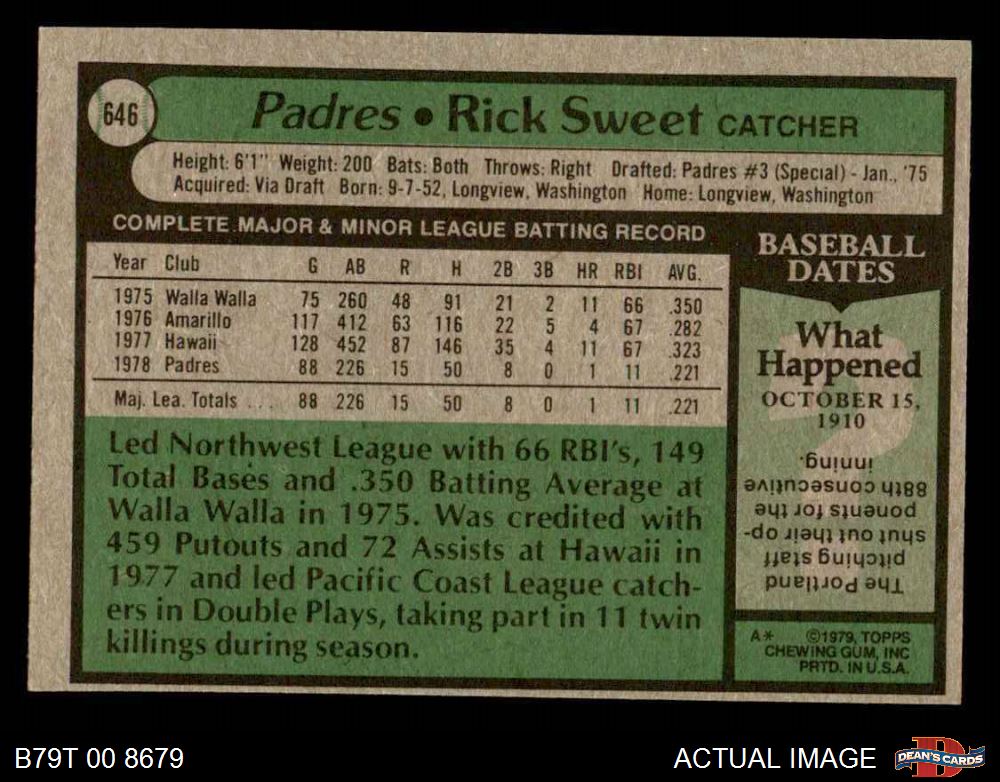 646
Padres • Rick Sweet CATCHER
Height: 6'1" Weight: 200 Bats: Both Throws: Right Drafted: Padres #3 (Special) - Jan., '75
Acquired: Via Draft Born: 9-7-52, Longview, Washington Home: Longview, Washington
COMPLETE MAJOR & MINOR LEAGUE BATTING RECORD
Year Club G AB R H 2B 3B HR RBI AVG.
1975 Walla Walla 75 260 48 91 21 2 11 66 .350
1976 Amarillo 117 412 63 116 22 5 4 67 .282
1977 Hawaii 128 452 87 146 35 4 11 67 .323
1978 Padres 88 226 15 50 8 0 1 11 .221
Maj. Lea. Totals ... 88 226 15 50 8 0 1 11 .221
Led Northwest League with 66 RBI's, 149
Total Bases and .350 Batting Average at
Walla Walla in 1975. Was credited with
459 Putouts and 72 Assists at Hawaii in
1977 and led Pacific Coast League catch-
ers in Double Plays, taking part in 11 twin
killings during season.
BASEBALL
DATES
What
Happened
OCTOBER 15,
1910
The Portland
pitching staff
shut out their op-
ponents for the
88th consecutive
inning.
A* ©1979, TOPPS
CHEWING GUM, INC
PRTD. IN U.S.A.
B79T 00 8679
ACTUAL IMAGE
D
DEAN'S CARDS